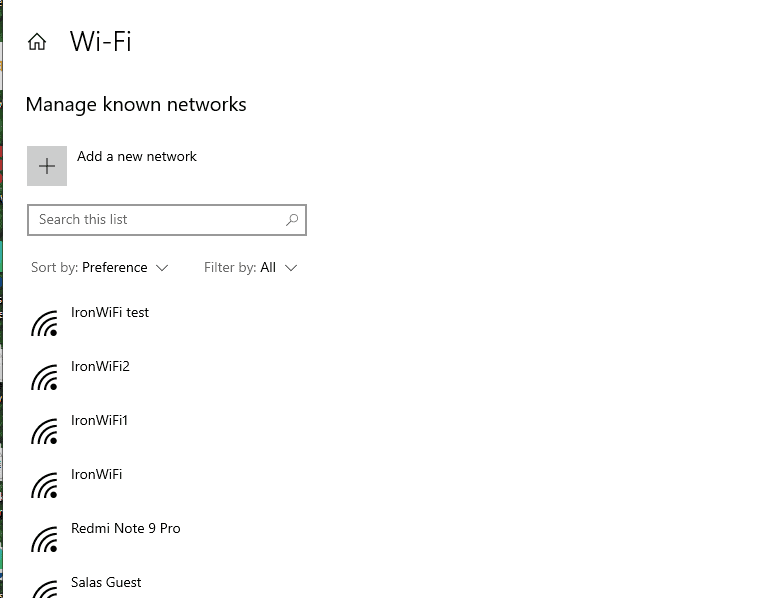 Wi-Fi
Manage known networks
Add a new network
Search this list
Sort by: Preference Filter by: All
IronWiFi test
IronWiFi2
IronWiFi1
IronWiFi
Redmi Note 9 Pro
Salas Guest